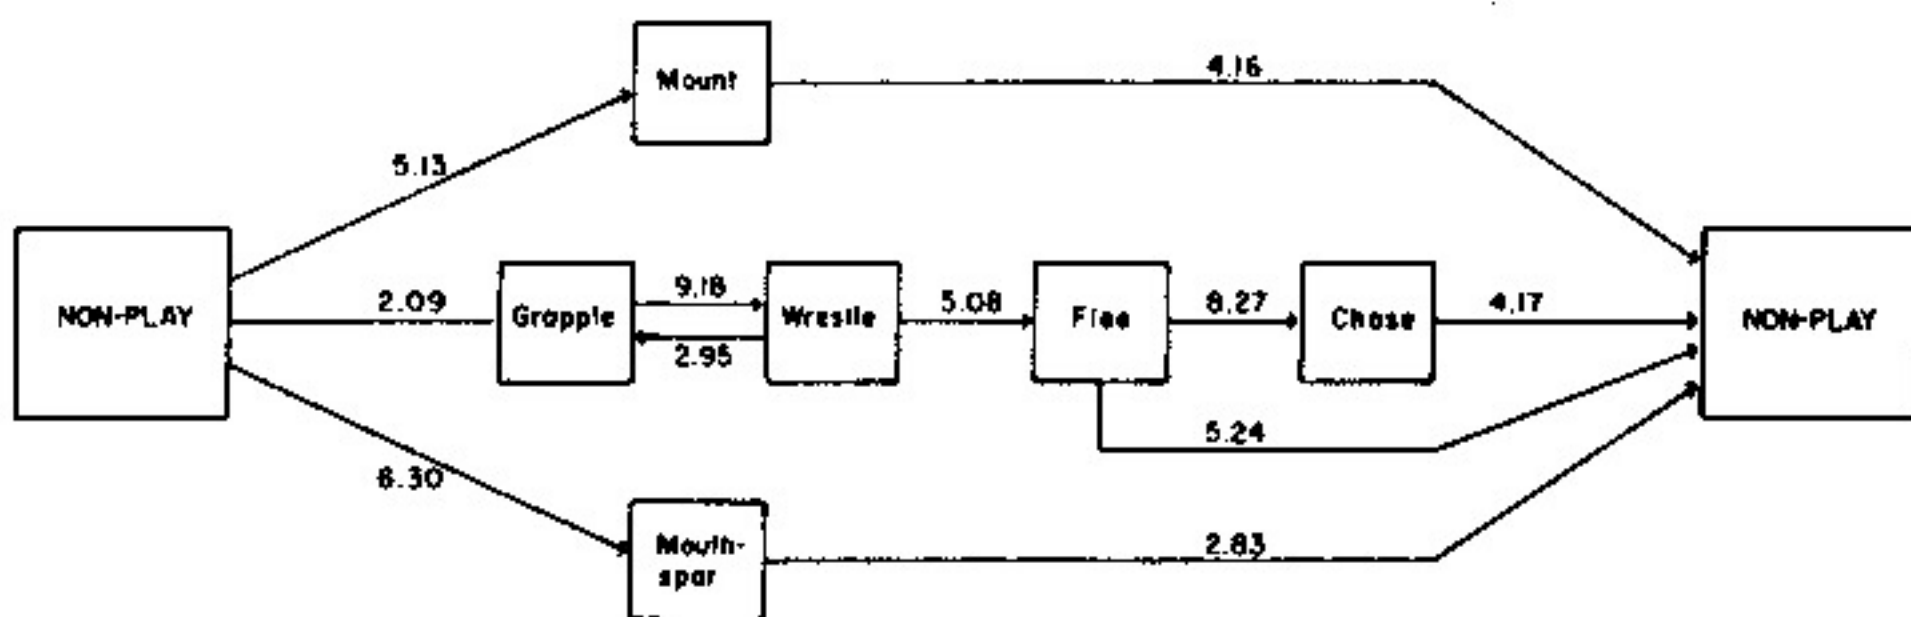 Mount
4.16
5.13
NON-PLAY
2.09
Grapple
9.18
2.95
Wrestle
5.08
Flee
8.27
Chase
4.17
NON-PLAY
5.24
8.30
Mouth-
spar
2.83